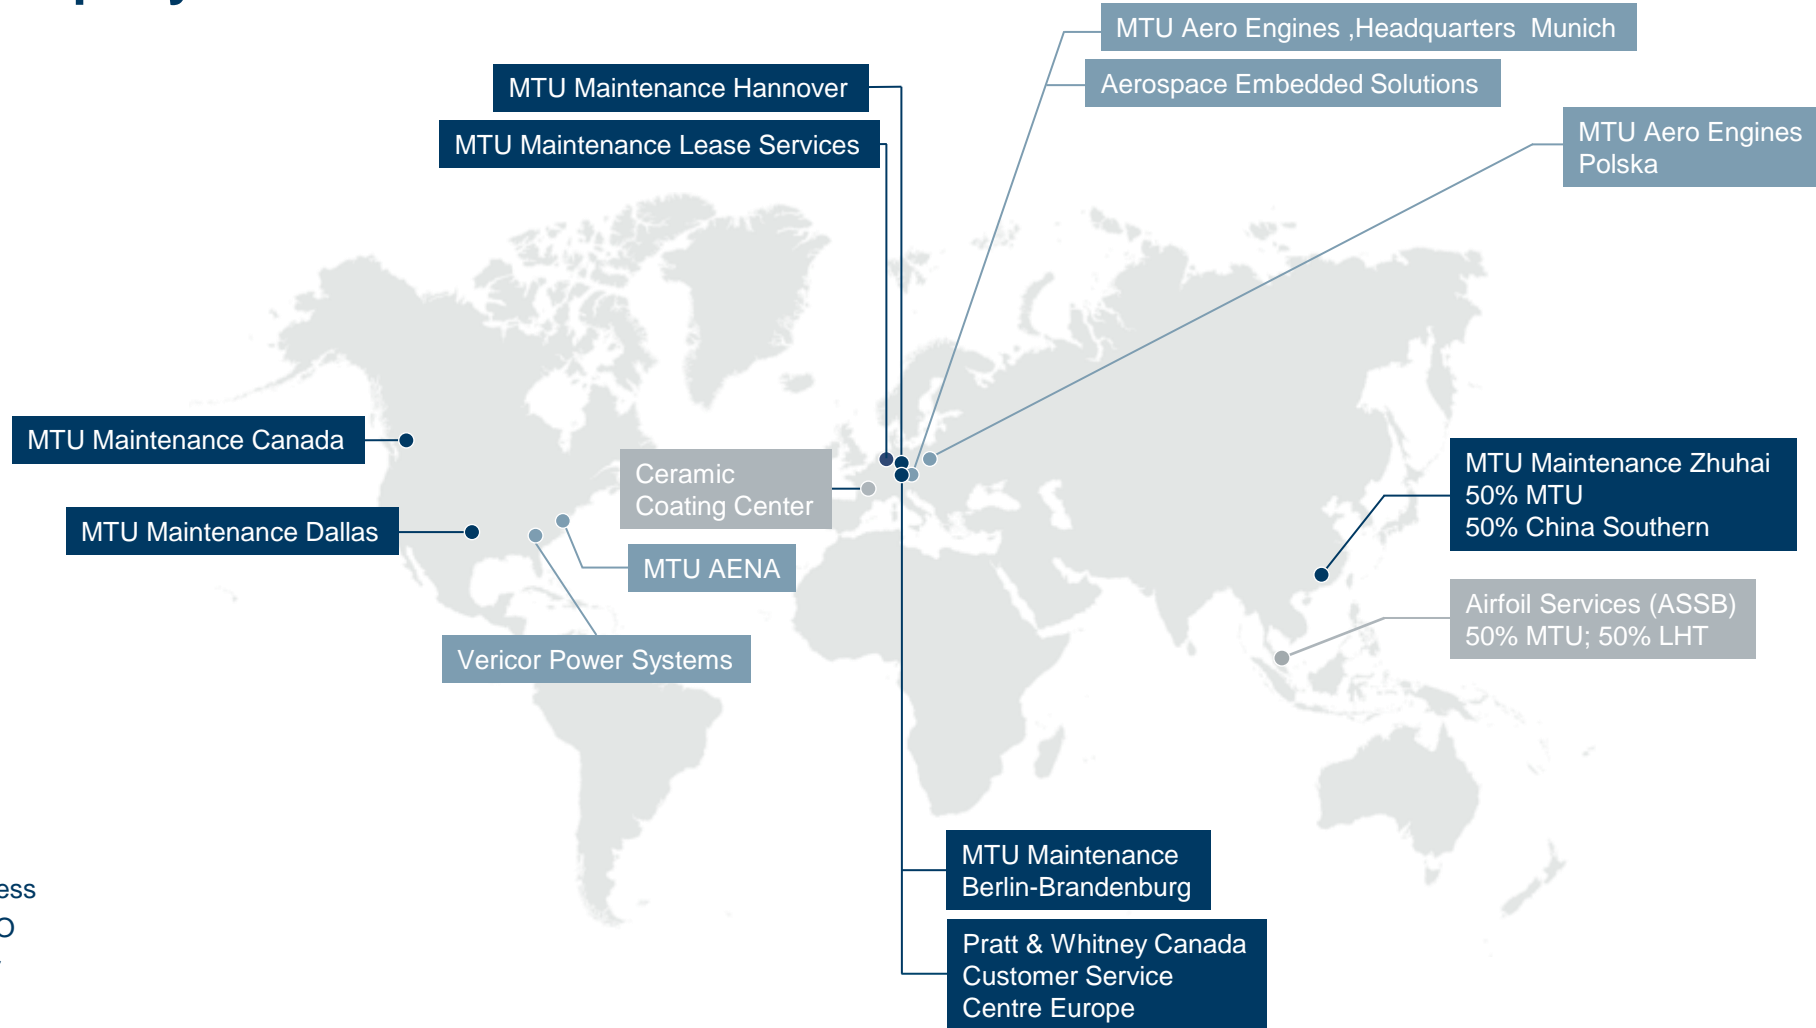 MTU Aero Engines ,Headquarters Munich
MTU Maintenance Hannover
Aerospace Embedded Solutions
MTU Maintenance Lease Services
MTU Aero Engines
Polska
MTU Maintenance Canada
Ceramic
Coating Center
MTU Maintenance Zhuhai
50% MTU
50% China Southern
MTU Maintenance Dallas
MTU AENA
Airfoil Services (ASSB)
50% MTU; 50% LHT
Vericor Power Systems
MTU Maintenance
Berlin-Brandenburg
ess
O
Pratt & Whitney Canada
Customer Service
Centre Europe